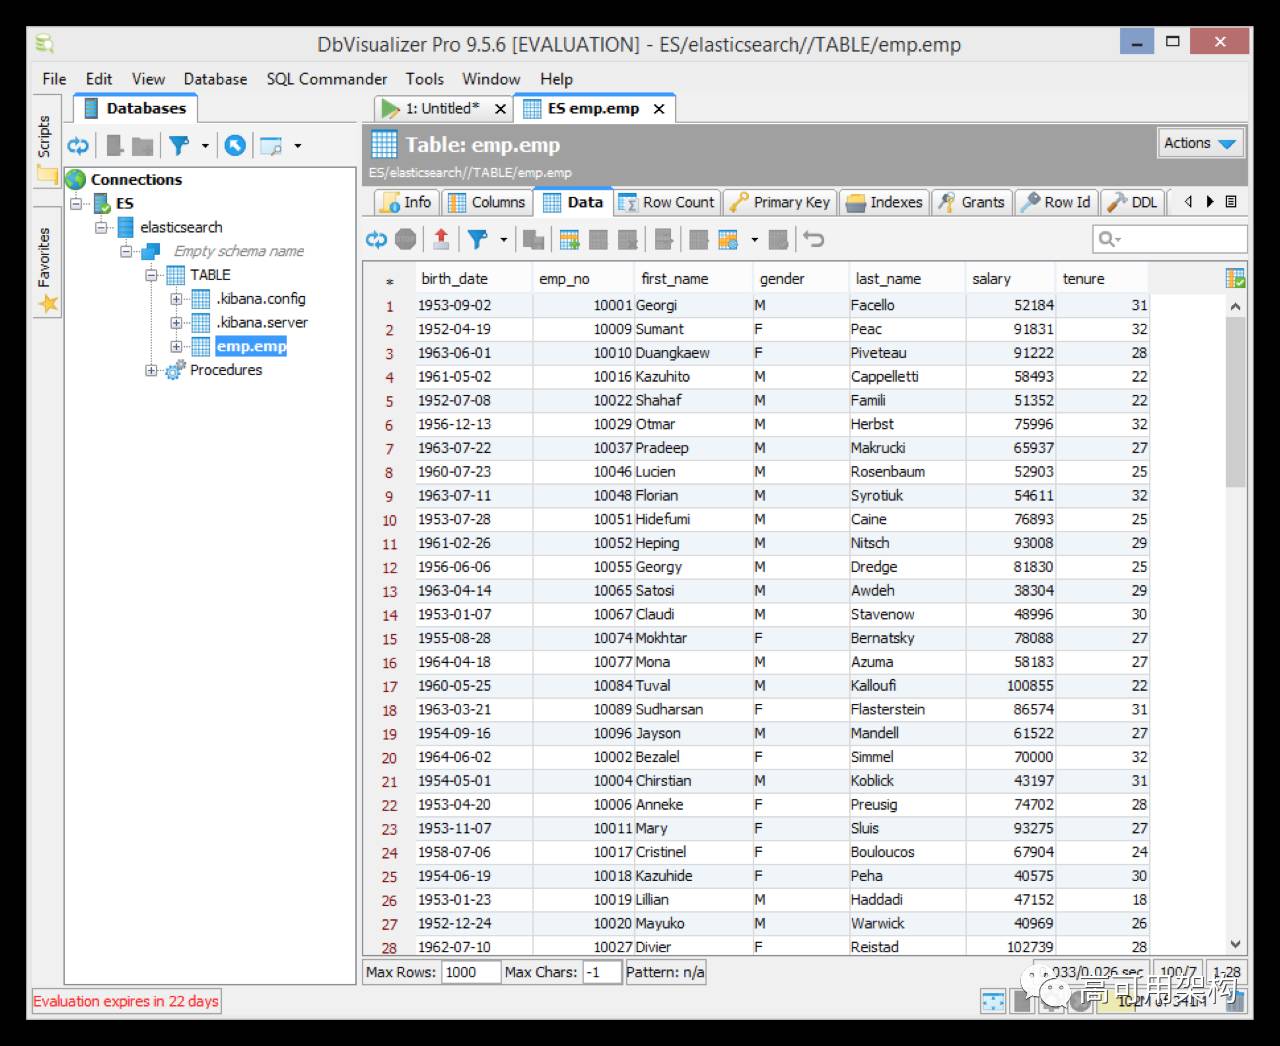 DbVisualizer Pro 9.5.6 [EVALUATION] - ES/elasticsearch//TABLE/emp.emp
File Edit View Database SQL Commander Tools Window Help
Scripts
Favorites
Databases
Connections
ES
elasticsearch
Empty schema name
TABLE
.kibana.config
.kibana.server
emp.emp
Procedures
1: Untitled* ES emp.emp
Table: emp.emp
Actions
ES/elasticsearch//TABLE/emp.emp
Info Columns Data Row Count Primary Key Indexes Grants Row Id DDL
* birth_date emp_no first_name gender last_name salary tenure
1 1953-09-02 10001 Georgi M Facello 52184 31
2 1952-04-19 10009 Sumant F Peac 91831 32
3 1963-06-01 10010 Duangkaew F Piveteau 91222 28
4 1961-05-02 10016 Kazuhito M Cappelletti 58493 22
5 1952-07-08 10022 Shahaf M Famili 51352 22
6 1956-12-13 10029 Otmar M Herbst 75996 32
7 1963-07-22 10037 Pradeep M Makrucki 65937 27
8 1960-07-23 10046 Lucien M Rosenbaum 52903 25
9 1963-07-11 10048 Florian M Syrotiuk 54611 32
10 1953-07-28 10051 Hidefumi M Caine 76893 25
11 1961-02-26 10052 Heping M Nitsch 93008 29
12 1956-06-06 10055 Georgy M Dredge 81830 25
13 1963-04-14 10065 Satosi M Awdeh 38304 29
14 1953-01-07 10067 Claudi M Stavenow 48996 30
15 1955-08-28 10074 Mokhtar F Bernatsky 78088 27
16 1964-04-18 10077 Mona M Azuma 58183 27
17 1960-05-25 10084 Tuval M Kalloufi 100855 22
18 1963-03-21 10089 Sudharsan F Flasterstein 86574 31
19 1954-09-16 10096 Jayson M Mandell 61522 27
20 1964-06-02 10002 Bezalel F Simmel 70000 32
21 1954-05-01 10004 Chirstian M Koblick 43197 31
22 1953-04-20 10006 Anneke F Preusig 74702 28
23 1953-11-07 10011 Mary F Sluis 93275 27
24 1958-07-06 10017 Cristinel F Bouloucos 67904 24
25 1954-06-19 10018 Kazuhide F Peha 40575 30
26 1953-01-23 10019 Lillian M Haddadi 47152 18
27 1952-12-24 10020 Mayuko M Warwick 40969 26
28 1962-07-10 10027 Divier F Reistad 102739 28
Max Rows: 1000 Max Chars: -1 Pattern: n/a 033/0.026 sec 100/7 1-28
Evaluation expires in 22 days
高可用架构